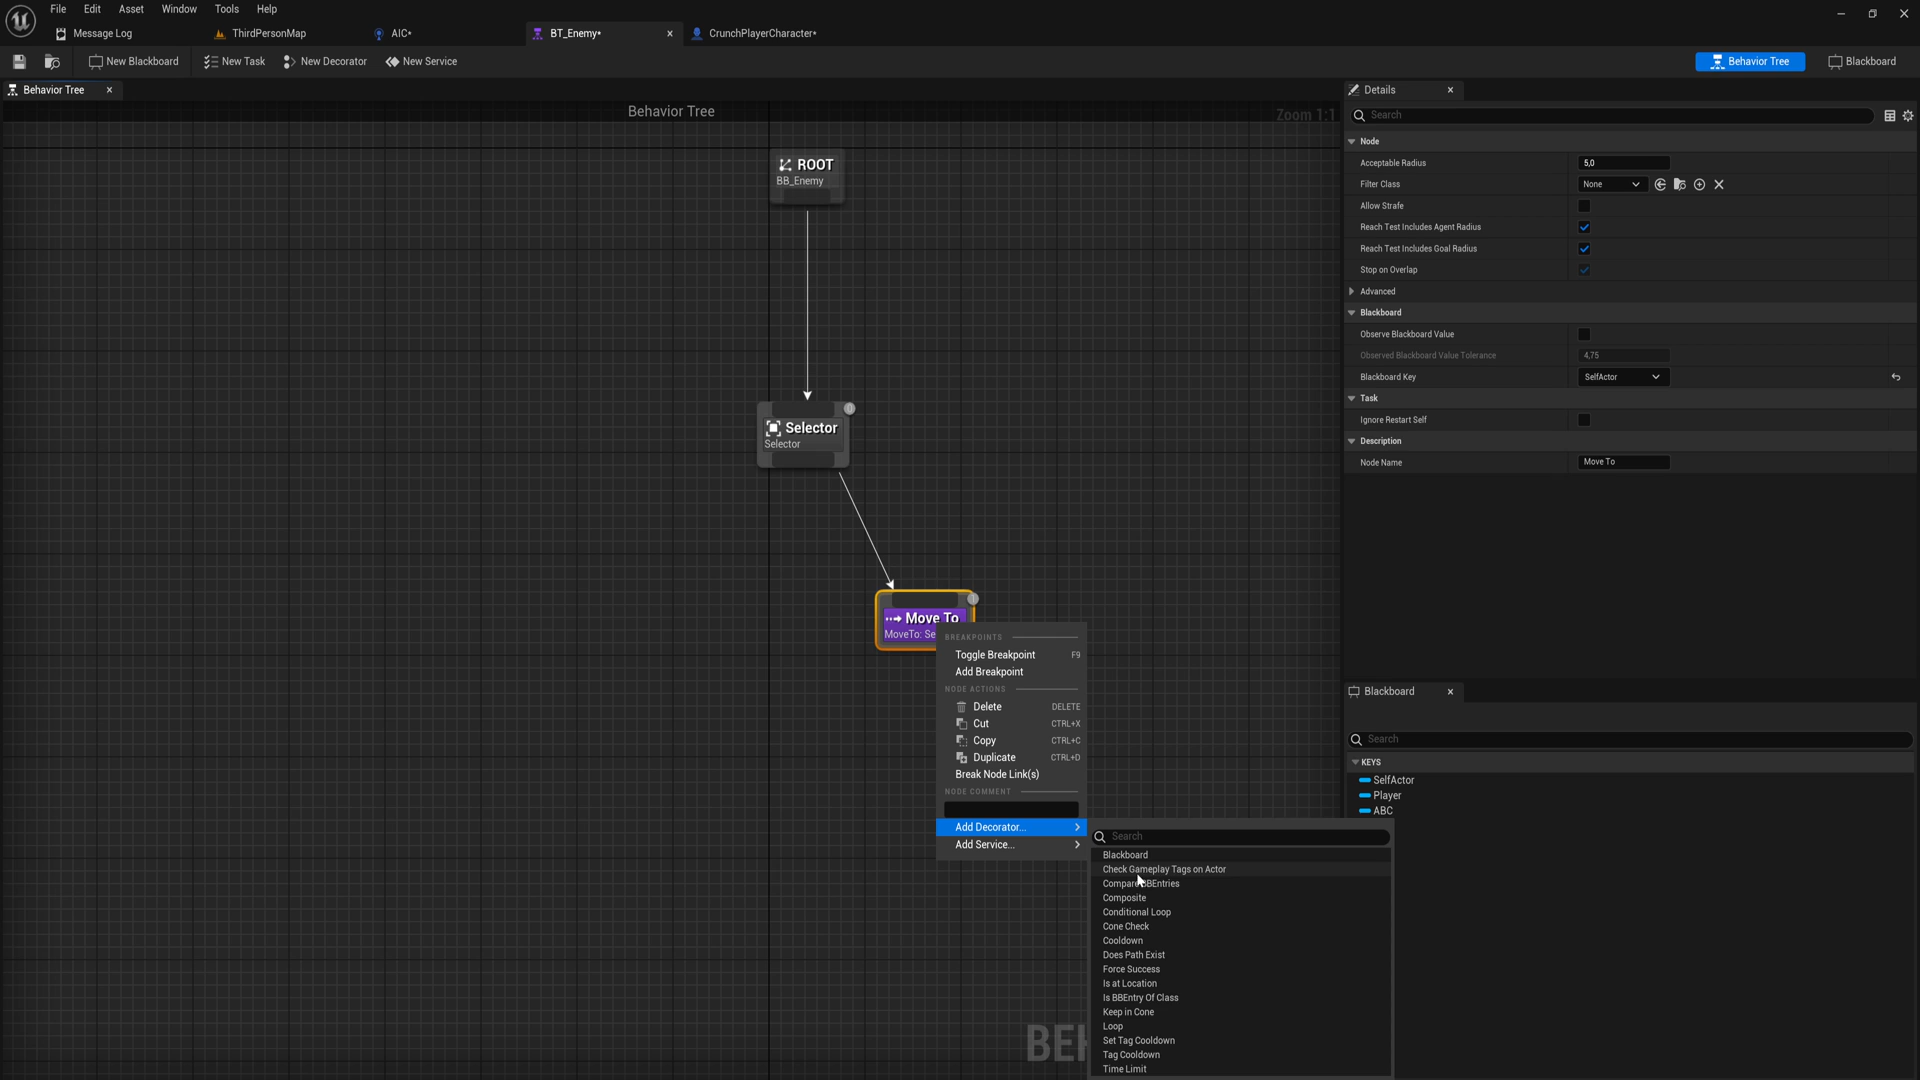 File Edit Asset Window Tools Help
Message Log ThirdPersonMap AIC* BT_Enemy* CrunchPlayerCharacter*
New Blackboard New Task New Decorator New Service Behavior Tree Blackboard
Behavior Tree Details
Behavior Tree Zoom 1:1
Search
Node
Acceptable Radius 5,0
Filter Class None
Allow Strafe
Reach Test Includes Agent Radius
Reach Test Includes Goal Radius
Stop on Overlap
Advanced
Blackboard
Observe Blackboard Value
Observed Blackboard Value Tolerance 4,75
Blackboard Key SelfActor
Task
Ignore Restart Self
Description
Node Name Move To
ROOT
BB_Enemy
Selector
Selector
Move To
MoveTo: Se
BREAKPOINTS
Toggle Breakpoint F9
Add Breakpoint
NODE ACTIONS
Delete DELETE
Cut CTRL+X
Copy CTRL+C
Duplicate CTRL+D
Break Node Link(s)
NODE COMMENT
Add Decorator...
Add Service...
Search
Blackboard
Check Gameplay Tags on Actor
Compare BBEntries
Composite
Conditional Loop
Cone Check
Cooldown
Does Path Exist
Force Success
Is at Location
Is BBEntry Of Class
Keep in Cone
Loop
Set Tag Cooldown
Tag Cooldown
Time Limit
Blackboard
Search
KEYS
SelfActor
Player
ABC